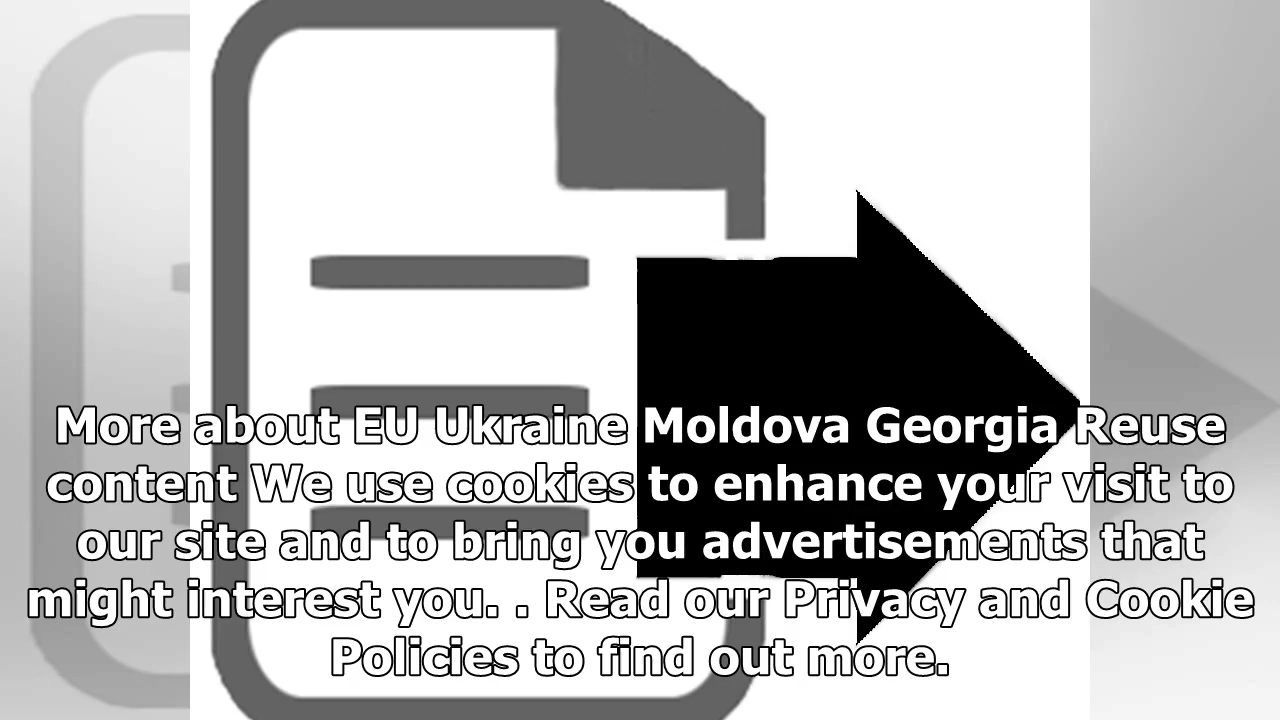 More about EU Ukraine Moldova Georgia Reuse
content We use cookies to enhance your visit to
our site and to bring you advertisements that
might interest you. . Read our Privacy and Cookie
Policies to find out more.